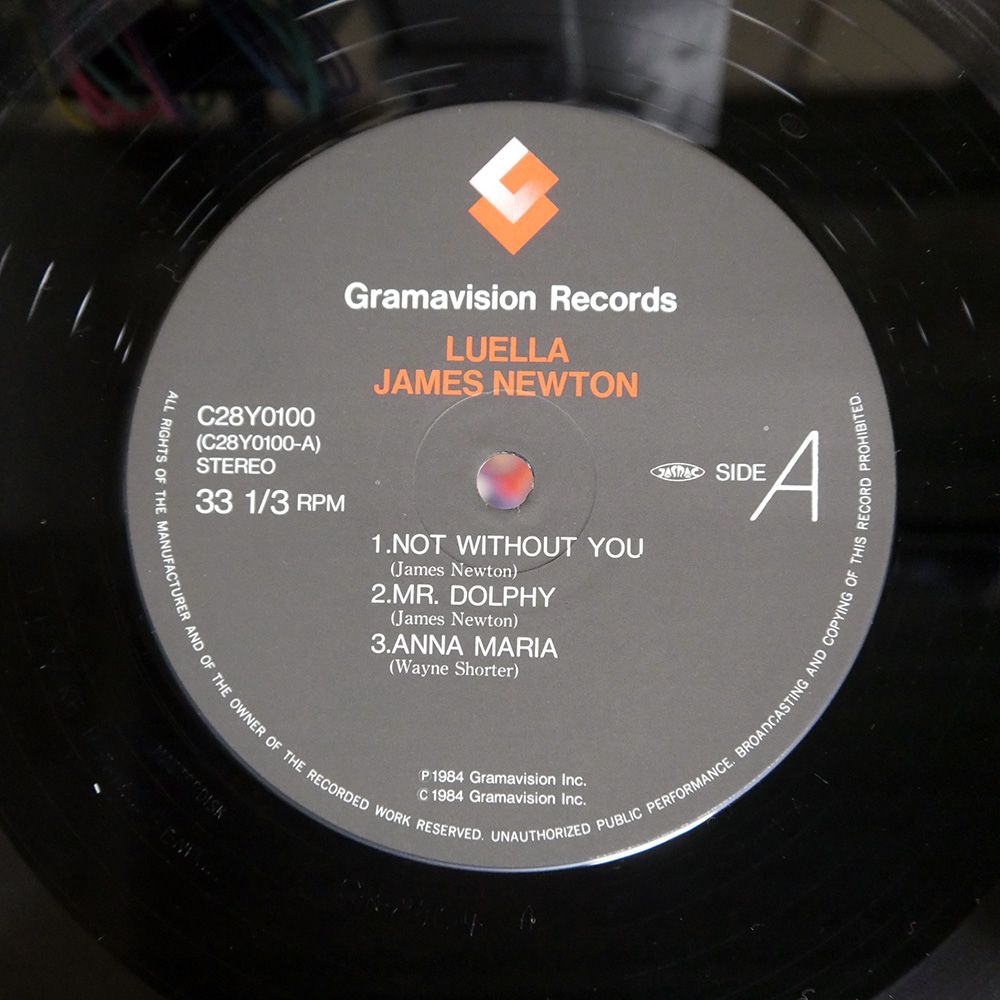 Gramavision Records
LUELLA
JAMES NEWTON
C28Y0100
(C28Y0100-A)
STEREO
33 1/3 RPM
JASRAC
SIDE A
1.NOT WITHOUT YOU
(James Newton)
2.MR. DOLPHY
(James Newton)
3.ANNA MARIA
(Wayne Shorter)
Ⓟ1984 Gramavision Inc.
Ⓒ1984 Gramavision Inc.
ALL RIGHTS OF THE MANUFACTURER AND OF THE OWNER OF THE RECORDED WORK RESERVED. UNAUTHORIZED PUBLIC PERFORMANCE. BROADCASTING AND COPYING OF THIS RECORD PROHIBITED.